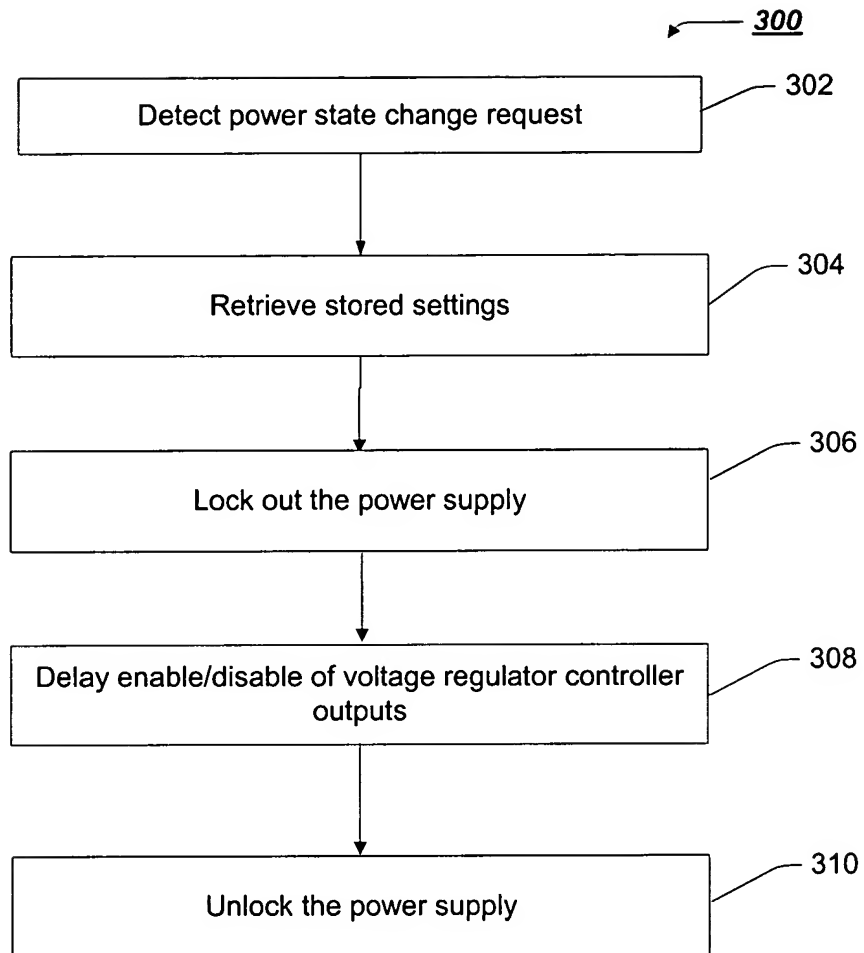 300
302
Detect power state change request
304
Retrieve stored settings
306
Lock out the power supply
308
Delay enable/disable of voltage regulator controller
outputs
310
Unlock the power supply